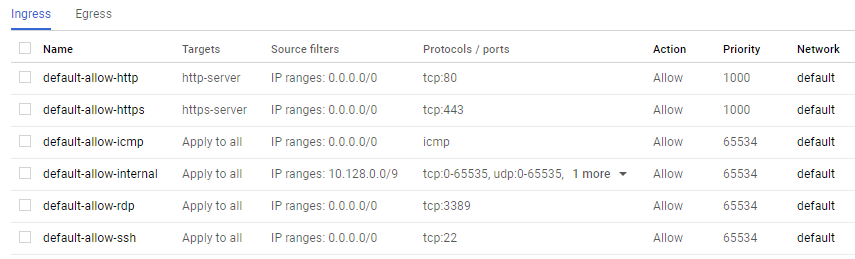 Ingress Egress
Name Targets Source filters Protocols / ports Action Priority Network
default-allow-http http-server IP ranges: 0.0.0.0/0 tcp:80 Allow 1000 default
default-allow-https https-server IP ranges: 0.0.0.0/0 tcp:443 Allow 1000 default
default-allow-icmp Apply to all IP ranges: 0.0.0.0/0 icmp Allow 65534 default
default-allow-internal Apply to all IP ranges: 10.128.0.0/9 tcp:0-65535, udp:0-65535, 1 more Allow 65534 default
default-allow-rdp Apply to all IP ranges: 0.0.0.0/0 tcp:3389 Allow 65534 default
default-allow-ssh Apply to all IP ranges: 0.0.0.0/0 tcp:22 Allow 65534 default